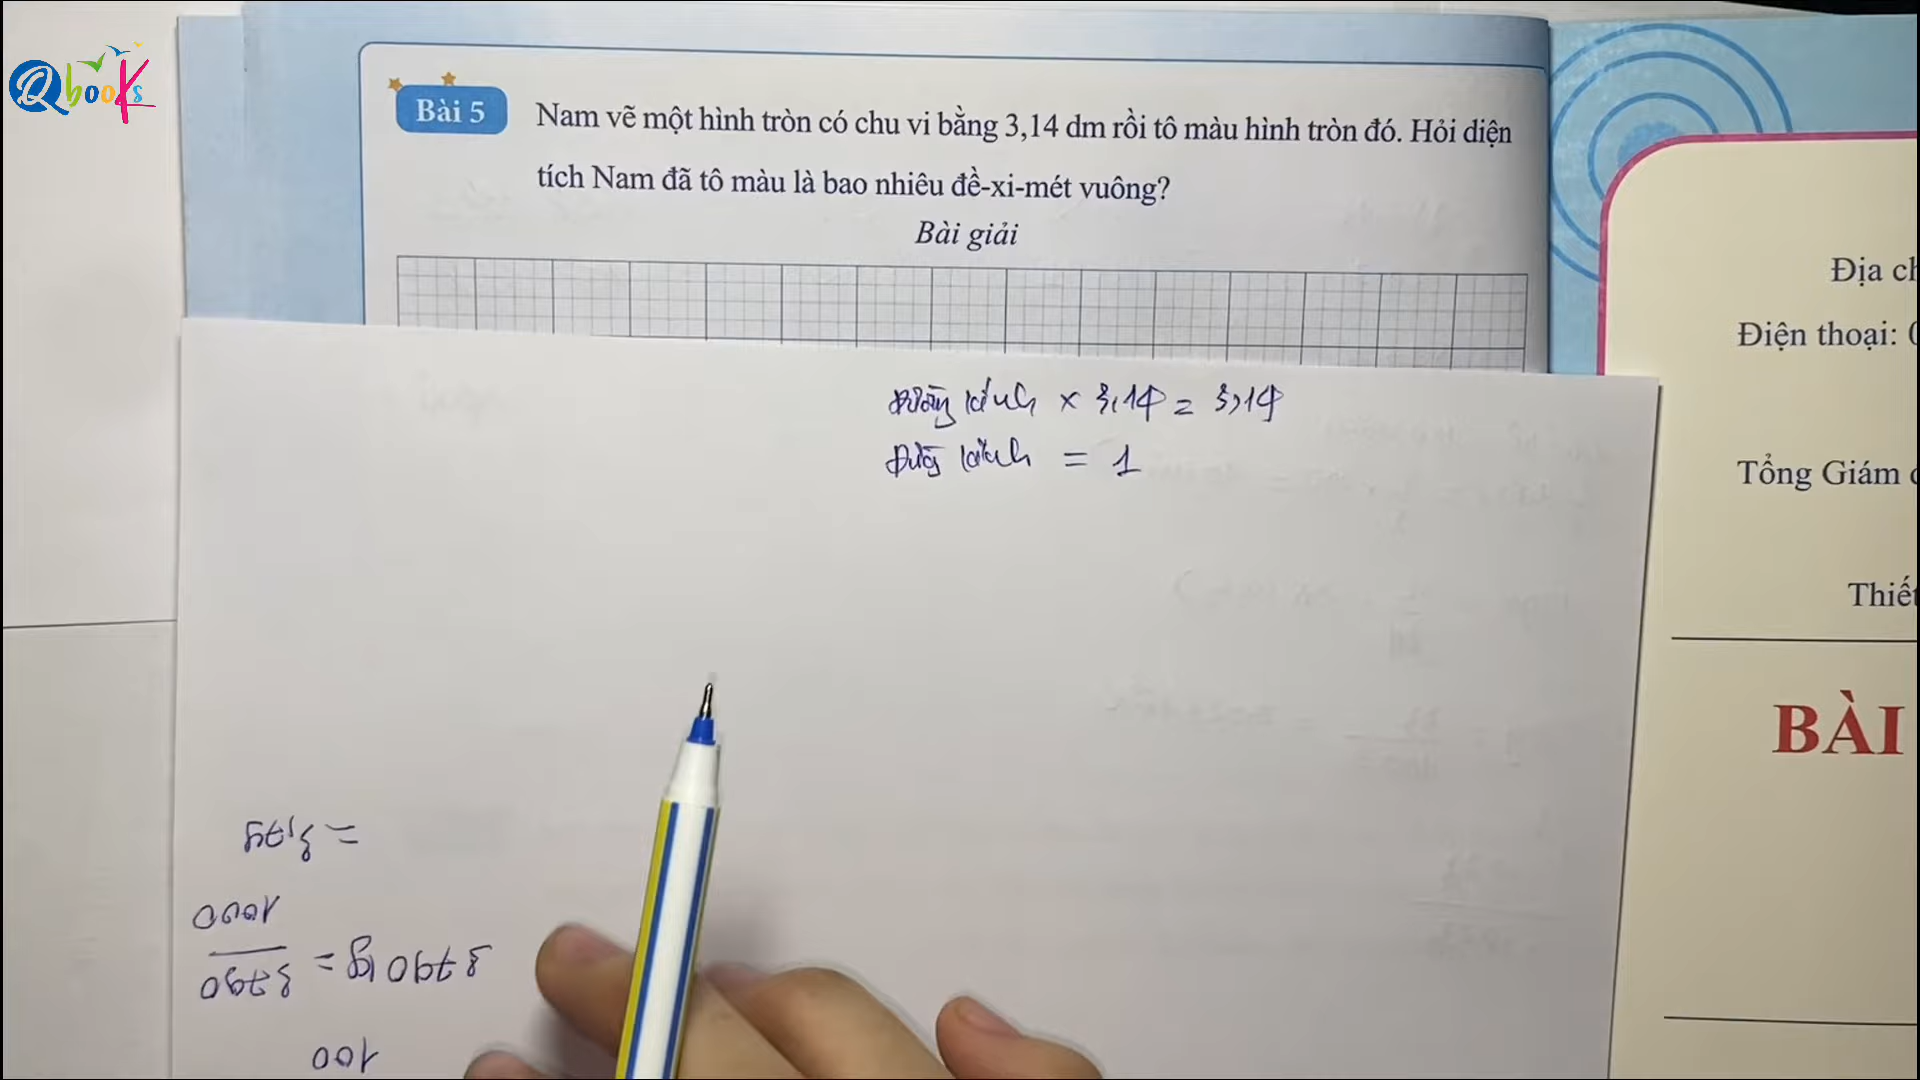 Qbooks
Bài 5
Nam vẽ một hình tròn có chu vi bằng 3,14 dm rồi tô màu hình tròn đó. Hỏi diện
tích Nam đã tô màu là bao nhiêu đề-xi-mét vuông?
Bài giải
Đường kính × 3,14 = 3,14
Đường kính = 1
Địa ch
Điện thoại: 0
Tổng Giám
Thiết
BÀI
100